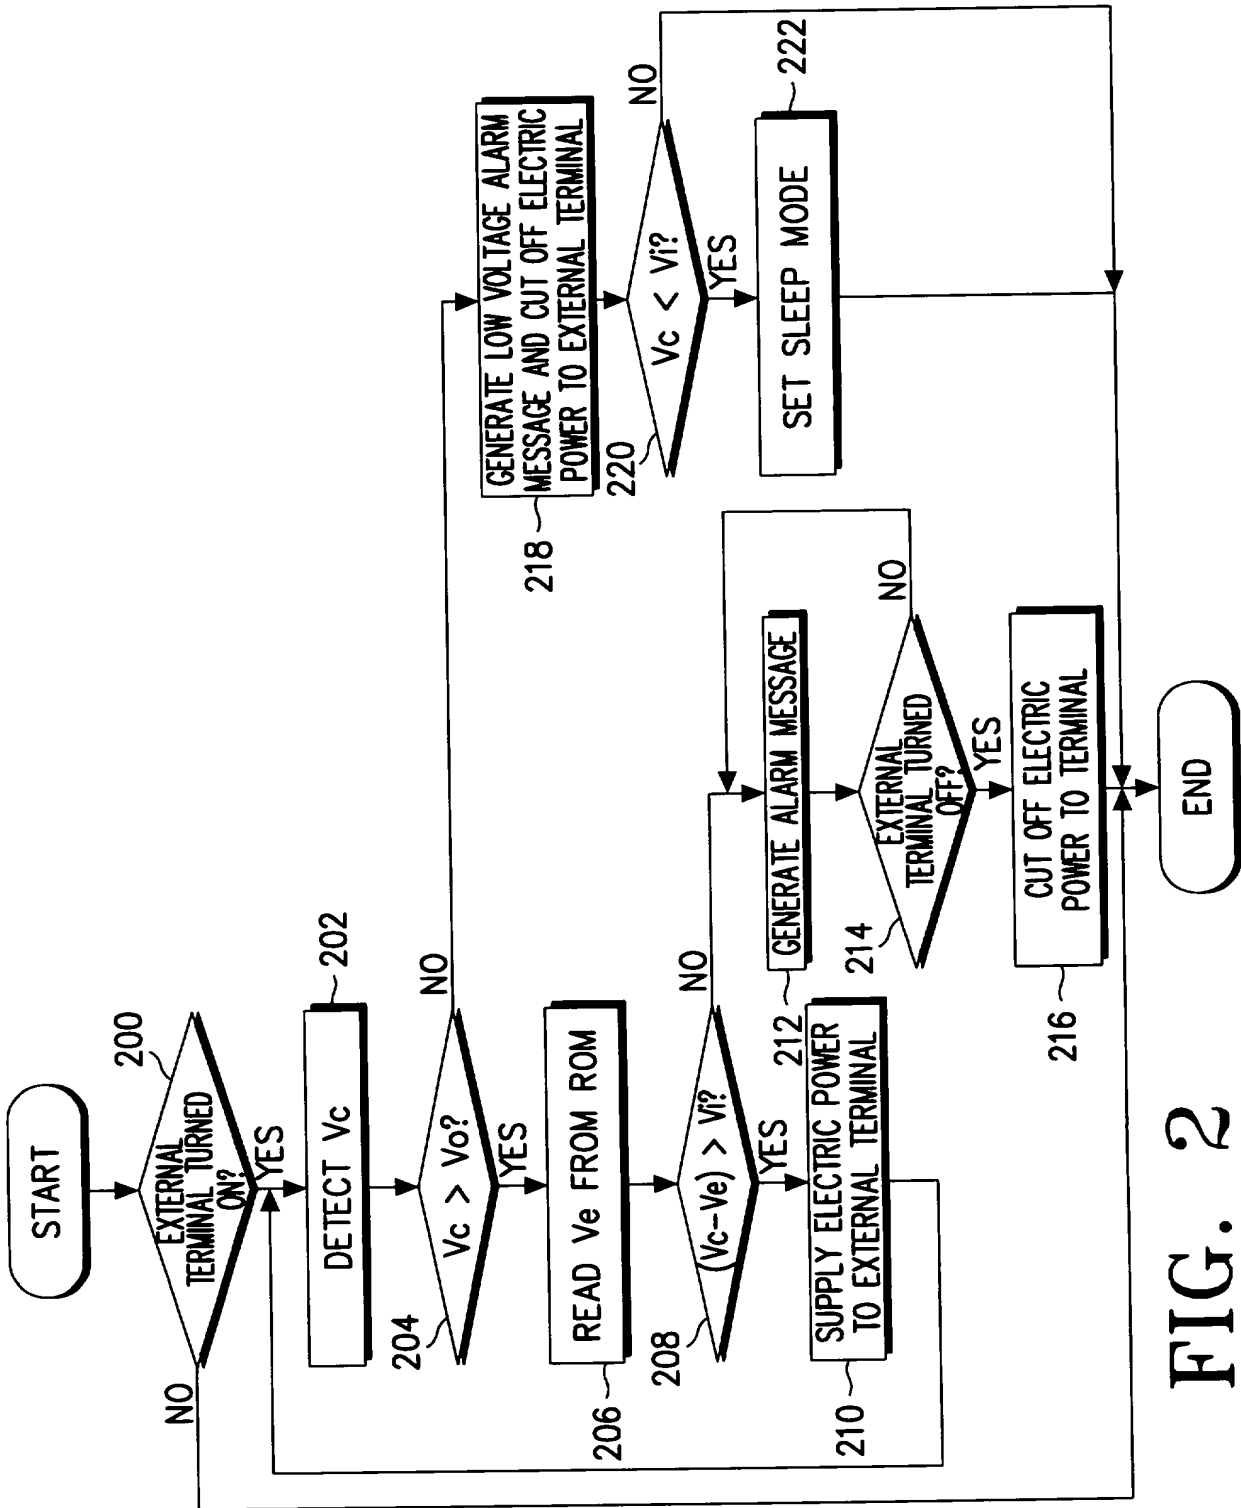 START
200
EXTERNAL
TERMINAL TURNED
ON?
NO
YES
202
DETECT Vc
204
Vc > Vo?
NO
YES
206
READ Ve FROM ROM
208
(Vc-Ve) > Vi?
NO
YES
210
SUPPLY ELECTRIC POWER
TO EXTERNAL TERMINAL
212
GENERATE ALARM MESSAGE
214
EXTERNAL
TERMINAL TURNED
OFF?
NO
YES
216
CUT OFF ELECTRIC
POWER TO TERMINAL
218
GENERATE LOW VOLTAGE ALARM
MESSAGE AND CUT OFF ELECTRIC
POWER TO EXTERNAL TERMINAL
220
Vc < Vi?
NO
YES
222
SET SLEEP MODE
END
FIG. 2